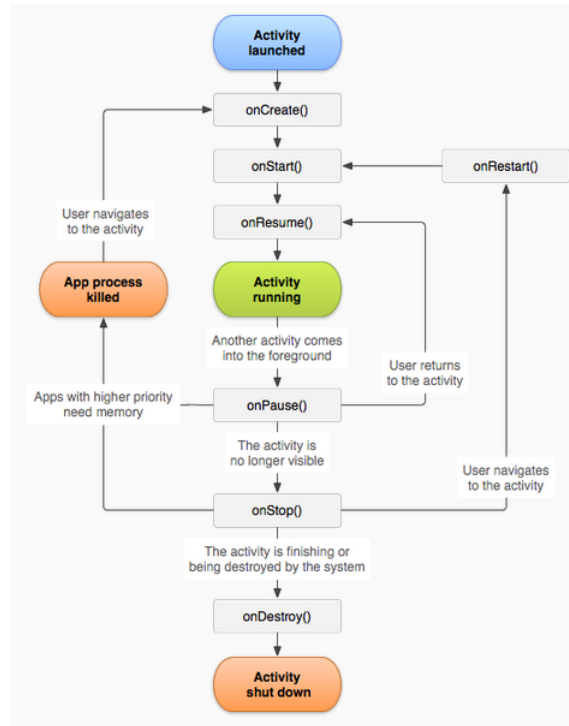 Activity
launched
onCreate()
onStart()
onRestart()
onResume()
User navigates
to the activity
App process
killed
Activity
running
Another activity comes
into the foreground
User returns
to the activity
Apps with higher priority
need memory
onPause()
The activity is
no longer visible
User navigates
to the activity
onStop()
The activity is finishing or
being destroyed by the system
onDestroy()
Activity
shut down